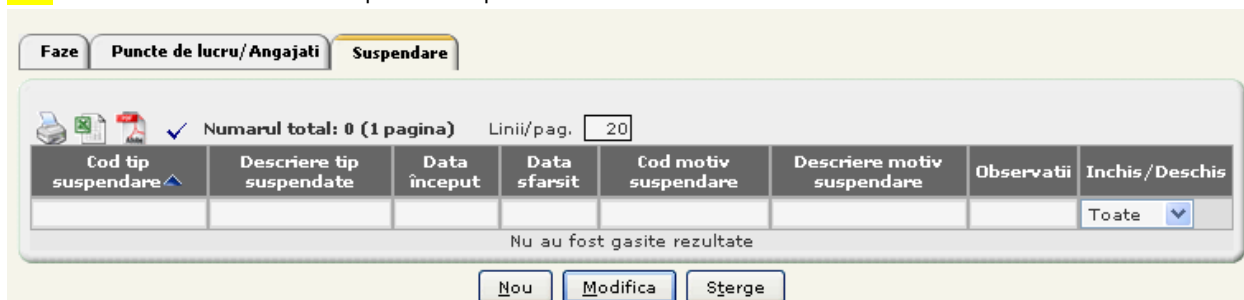 Faze Puncte de lucru/Angajati Suspendare
Numarul total: 0 (1 pagina) Linii/pag. 20
Cod tip suspendare Descriere tip suspendate Data început Data sfarsit Cod motiv suspendare Descriere motiv suspendare Observatii Inchis/Deschis
Toate
Nu au fost gasite rezultate
Nou Modifica Sterge